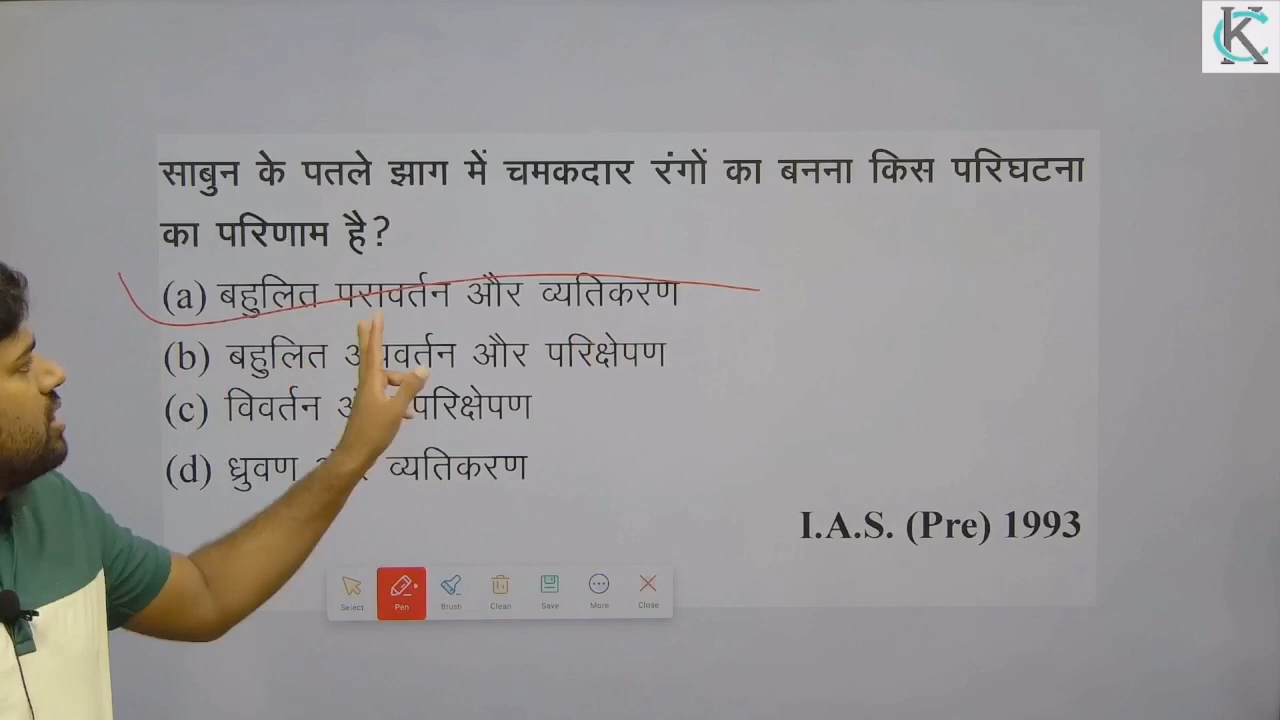 साबुन के पतले झाग में चमकदार रंगों का बनना किस परिघटना
का परिणाम है?
(a) बहुलित परावर्तन और व्यतिकरण
(b) बहुलित और परिक्षेपण
(c) विवर्तन परिक्षेपण
(d) ध्रुवण व्यतिकरण
I.A.S. (Pre) 1993
Select Pen Brush Clean Save More Close